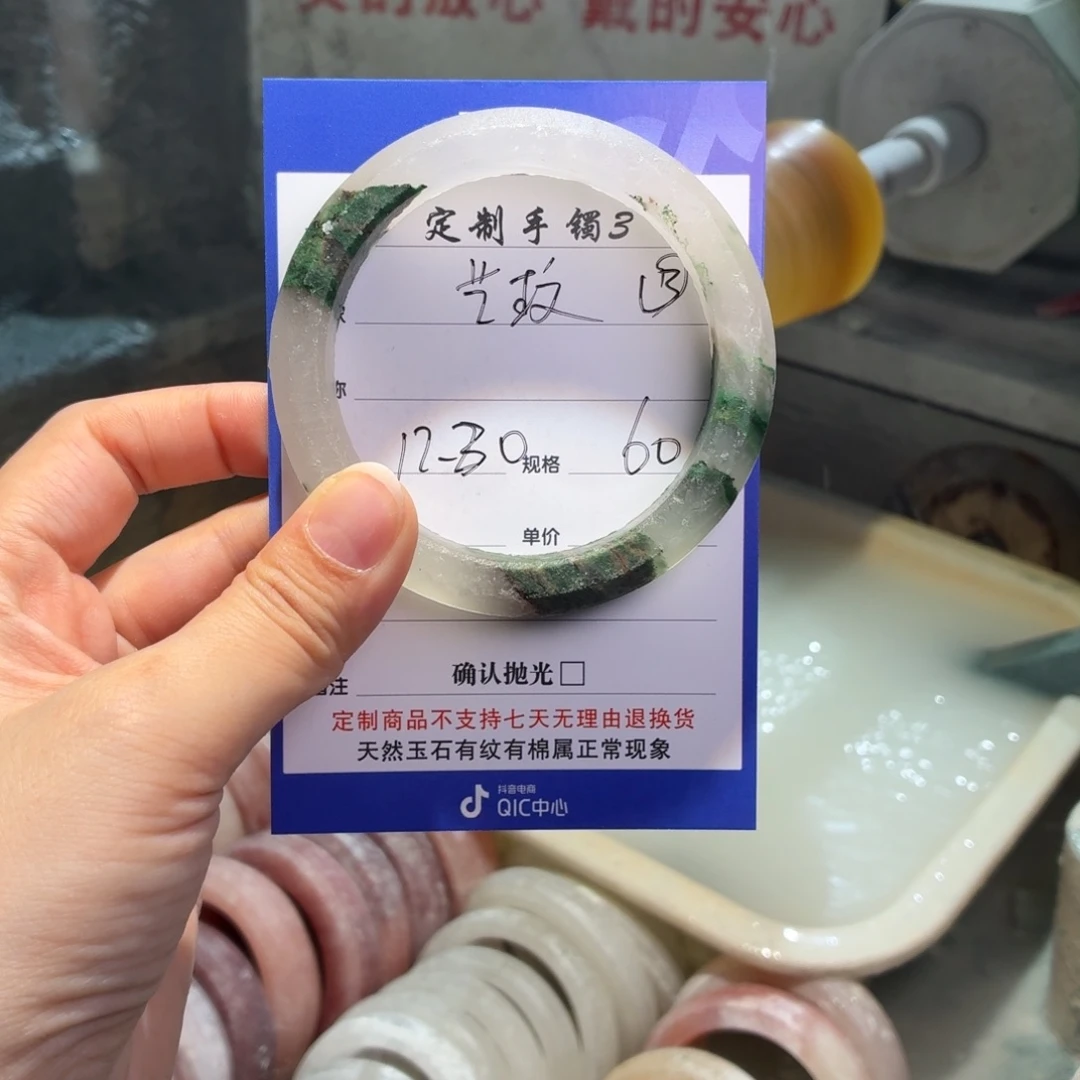 买的放心 戴的安心
定制手镯3
12-30 规格 60
单价
确认抛光□
备注
定制商品不支持七天无理由退换货
天然玉石有纹有棉属正常现象
抖音电商
QIC中心